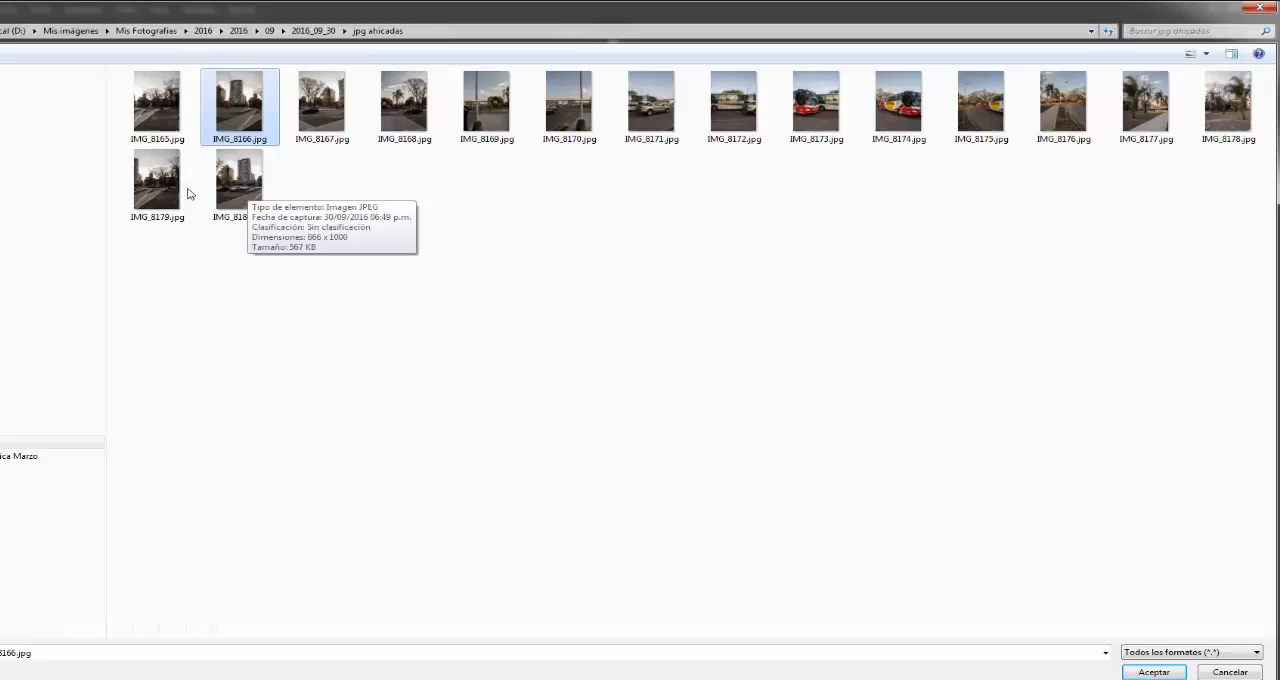 cal (D:) ▸ Mis imágenes ▸ Mis Fotografias ▸ 2016 ▸ 2016 ▸ 09 ▸ 2016_09_30 ▸ jpg ahicadas
Buscar jpg ahicadas
IMG_8165.jpg IMG_8166.jpg IMG_8167.jpg IMG_8168.jpg IMG_8169.jpg IMG_8170.jpg IMG_8171.jpg IMG_8172.jpg IMG_8173.jpg IMG_8174.jpg IMG_8175.jpg IMG_8176.jpg IMG_8177.jpg IMG_8178.jpg
IMG_8179.jpg IMG_818
Tipo de elemento: Imagen JPEG
Fecha de captura: 30/09/2016 06:49 p.m.
Clasificación: Sin clasificación
Dimensiones: 666 x 1000
Tamaño: 567 KB
ica Marzo
8166.jpg
Todos los formatos (*.*)
Aceptar Cancelar